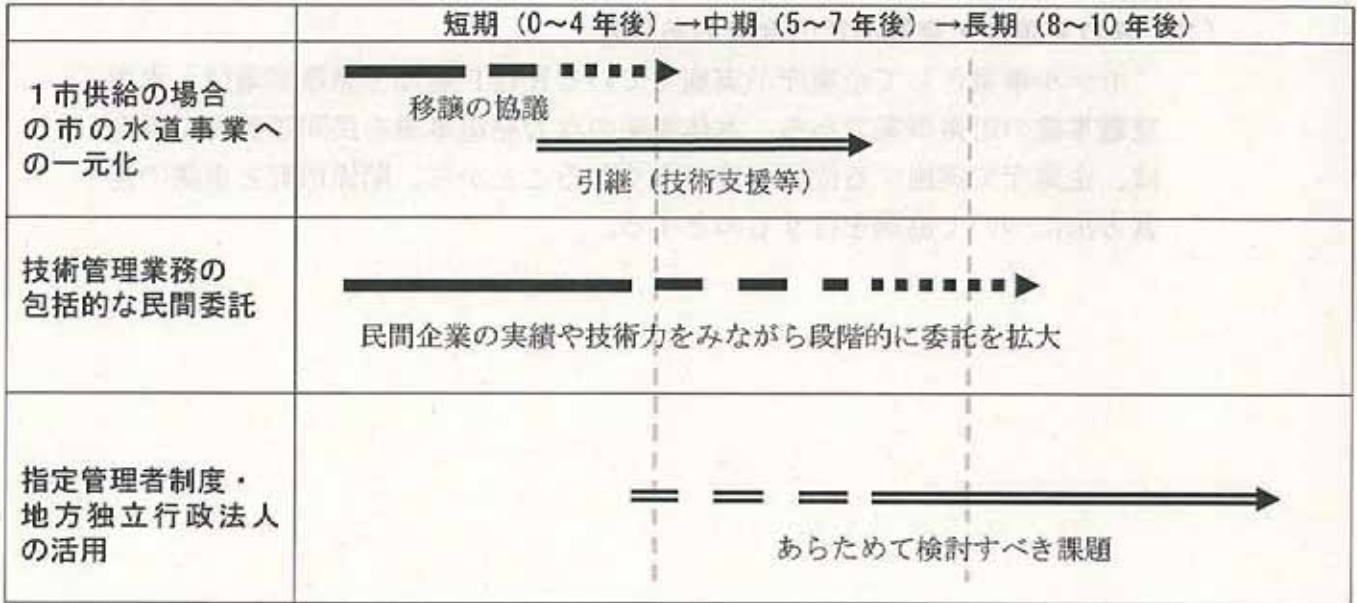 短期（0～4 年後）→中期（5～7 年後）→長期（8～10 年後）
１市供給の場合
の市の水道事業へ
の一元化
移譲の協議
引継（技術支援等）
技術管理業務の
包括的な民間委託
民間企業の実績や技術力をみながら段階的に委託を拡大
指定管理者制度・
地方独立行政法人
の活用
あらためて検討すべき課題